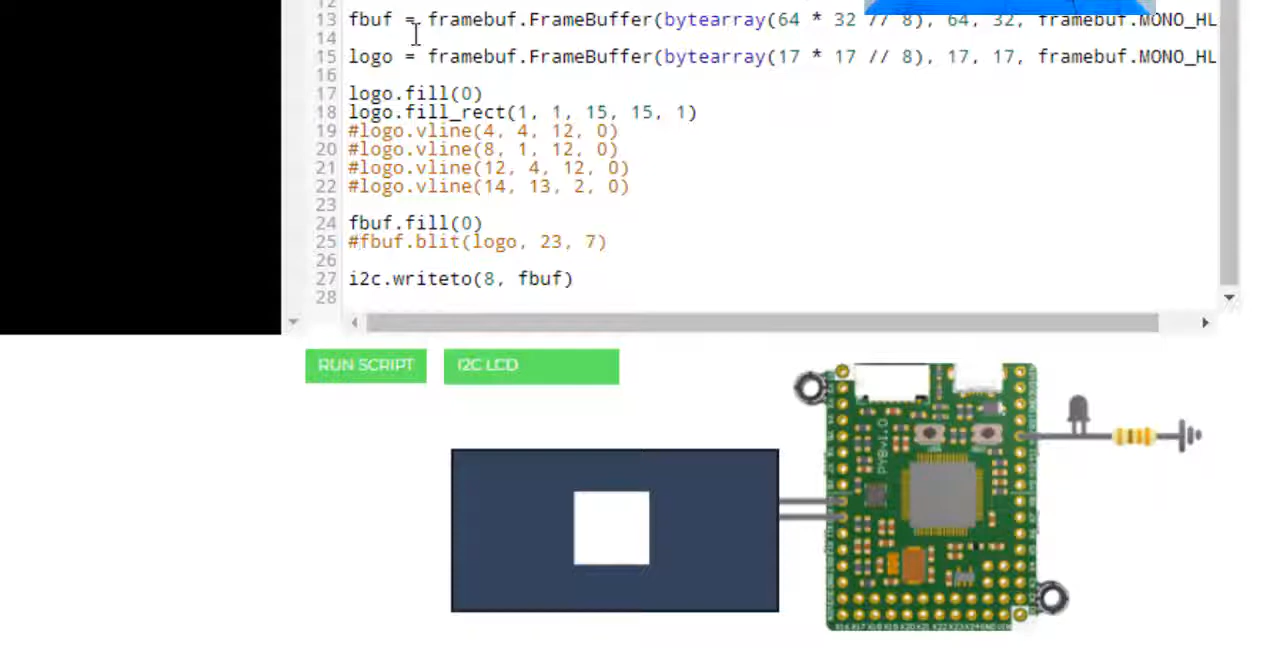 12
13 fbuf = framebuf.FrameBuffer(bytearray(64 * 32 // 8), 64, 32, framebuf.MONO_HL
14
15 logo = framebuf.FrameBuffer(bytearray(17 * 17 // 8), 17, 17, framebuf.MONO_HL
16
17 logo.fill(0)
18 logo.fill_rect(1, 1, 15, 15, 1)
19 #logo.vline(4, 4, 12, 0)
20 #logo.vline(8, 1, 12, 0)
21 #logo.vline(12, 4, 12, 0)
22 #logo.vline(14, 13, 2, 0)
23
24 fbuf.fill(0)
25 #fbuf.blit(logo, 23, 7)
26
27 i2c.writeto(8, fbuf)
28
RUN SCRIPT I2C LCD
PYBv1.0